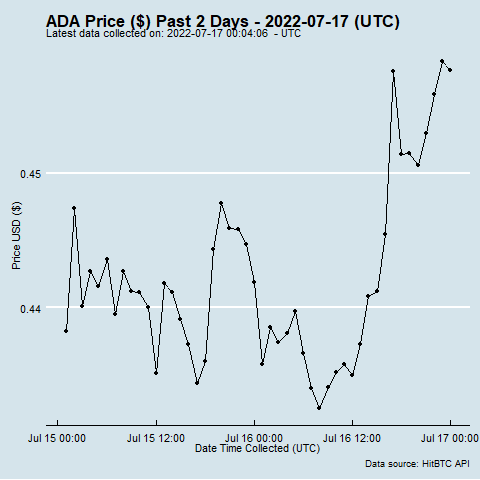 ADA Price ($) Past 2 Days - 2022-07-17 (UTC)
Latest data collected on: 2022-07-17 00:04:06 - UTC
0.45
Price USD ($)
0.44
Jul 15 00:00 Jul 15 12:00 Jul 16 00:00 Jul 16 12:00 Jul 17 00:00
Date Time Collected (UTC)
Data source: HitBTC API